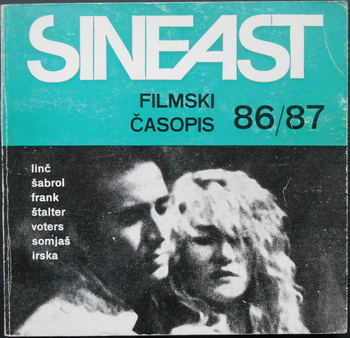 SINEAST
FILMSKI
ČASOPIS 86/87
linč
šabrol
frank
štalter
voters
somjaš
irska